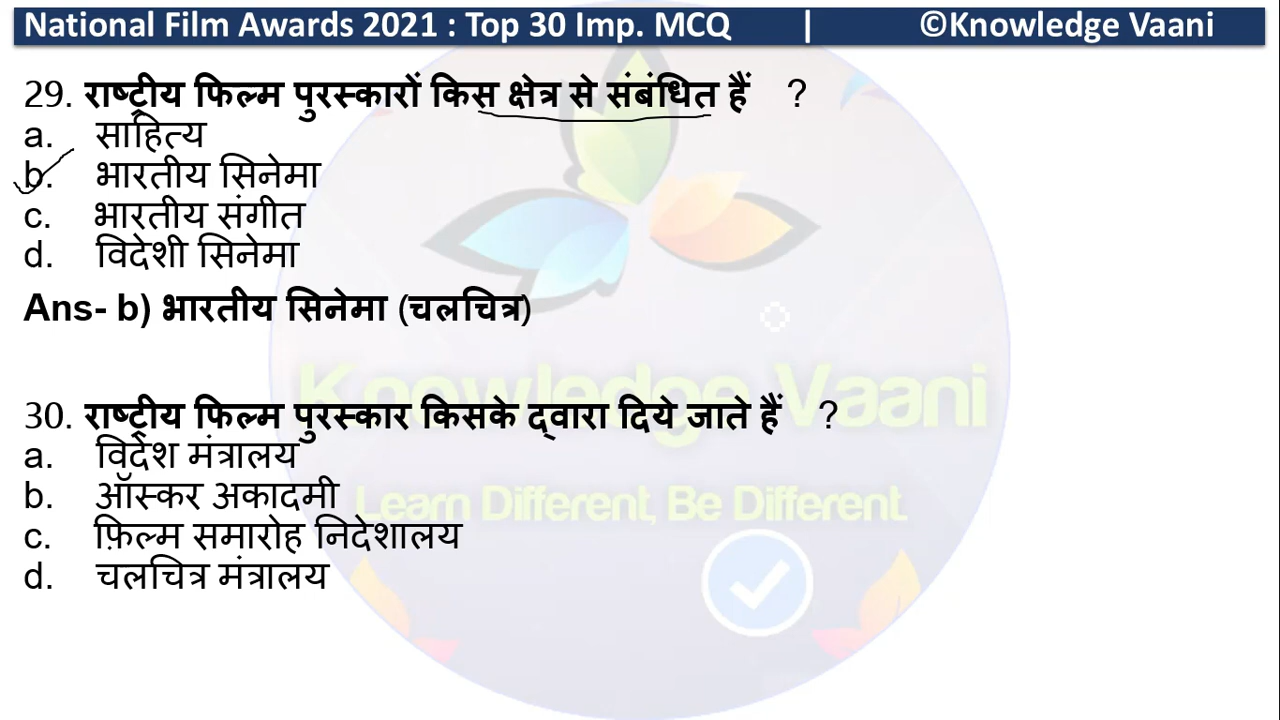 National Film Awards 2021 : Top 30 Imp. MCQ | ©Knowledge Vaani
29. राष्ट्रीय फिल्म पुरस्कारों किस क्षेत्र से संबंधित हैं ?
a. साहित्य
b. भारतीय सिनेमा
c. भारतीय संगीत
d. विदेशी सिनेमा
Ans- b) भारतीय सिनेमा (चलचित्र)
Knowledge Vaani
30. राष्ट्रीय फिल्म पुरस्कार किसके द्वारा दिये जाते हैं ?
a. विदेश मंत्रालय
b. ऑस्कर अकादमी
Learn Different, Be Different
c. फ़िल्म समारोह निदेशालय
d. चलचित्र मंत्रालय